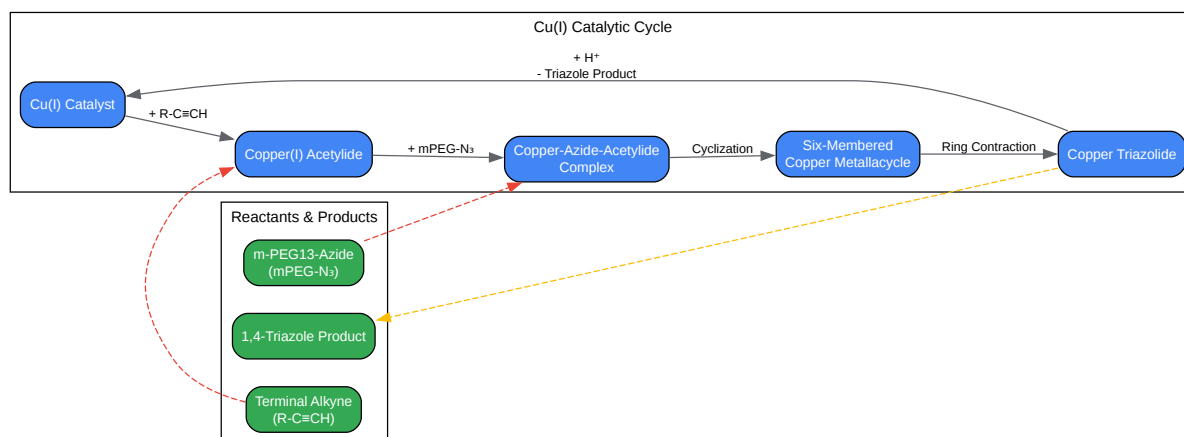 Cu(I) Catalytic Cycle
+ H⁺
- Triazole Product
Cu(I) Catalyst
+ R-C≡CH
Copper(I) Acetylide
+ mPEG-N₃
Copper-Azide-Acetylide
Complex
Cyclization
Six-Membered
Copper Metallacycle
Ring Contraction
Copper Triazolide
Reactants & Products
m-PEG13-Azide
(mPEG-N₃)
1,4-Triazole Product
Terminal Alkyne
(R-C≡CH)